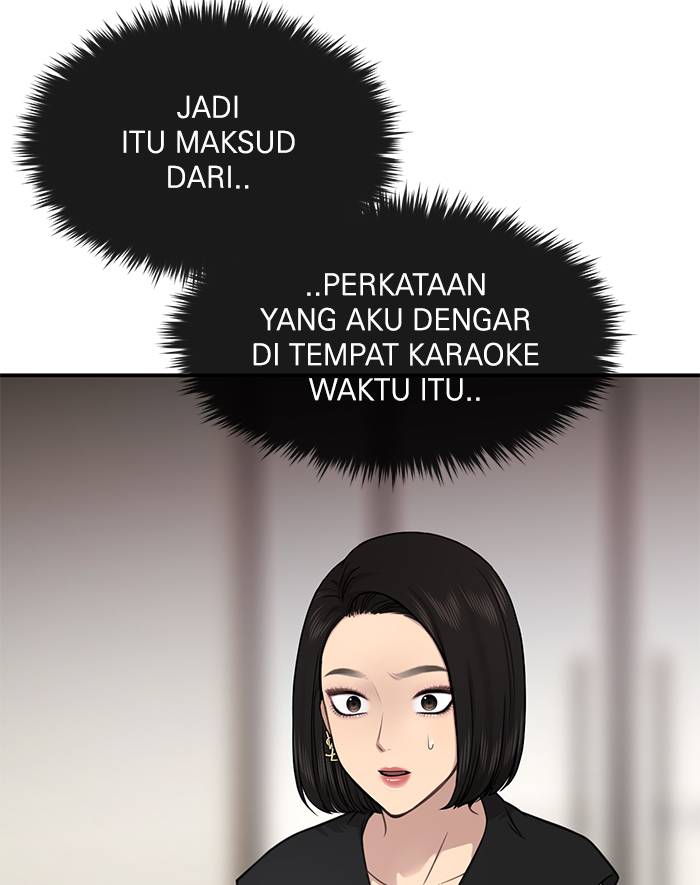 JADI
ITU MAKSUD
DARI..
..PERKATAAN
YANG AKU DENGAR
DI TEMPAT KARAOKE
WAKTU ITU..